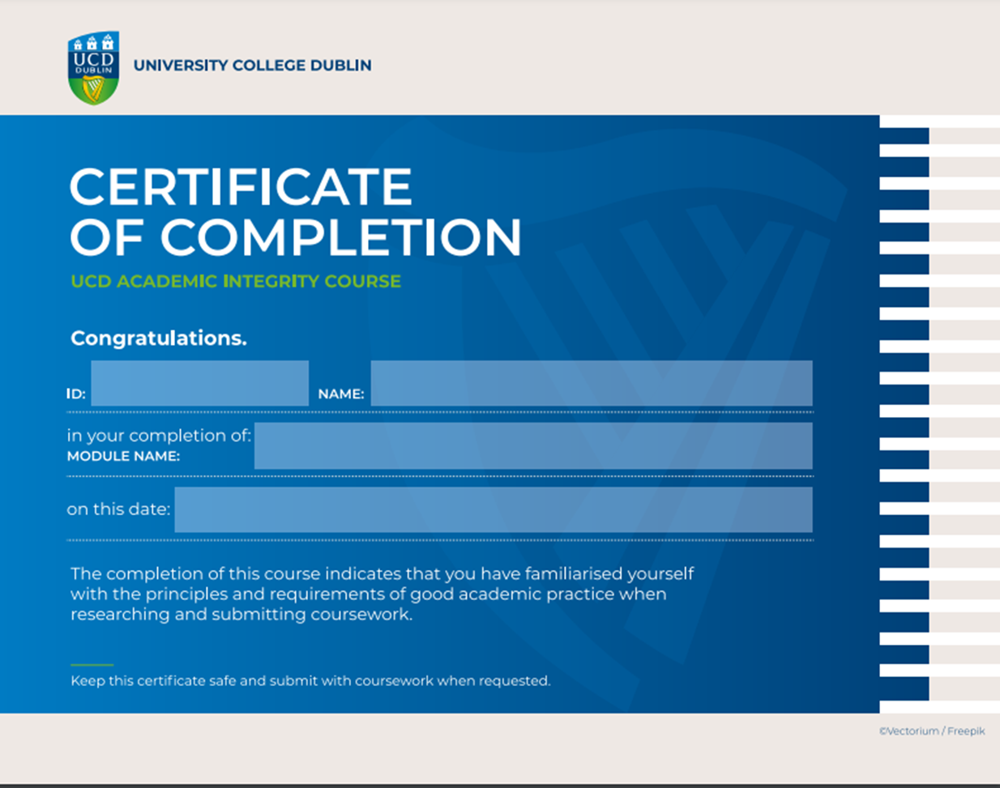 UCD
DUBLIN
UNIVERSITY COLLEGE DUBLIN
CERTIFICATE
OF COMPLETION
UCD ACADEMIC INTEGRITY COURSE
Congratulations.
ID: NAME:
in your completion of:
MODULE NAME:
on this date:
The completion of this course indicates that you have familiarised yourself
with the principles and requirements of good academic practice when
researching and submitting coursework.
Keep this certificate safe and submit with coursework when requested.
©Vectorium / Freepik